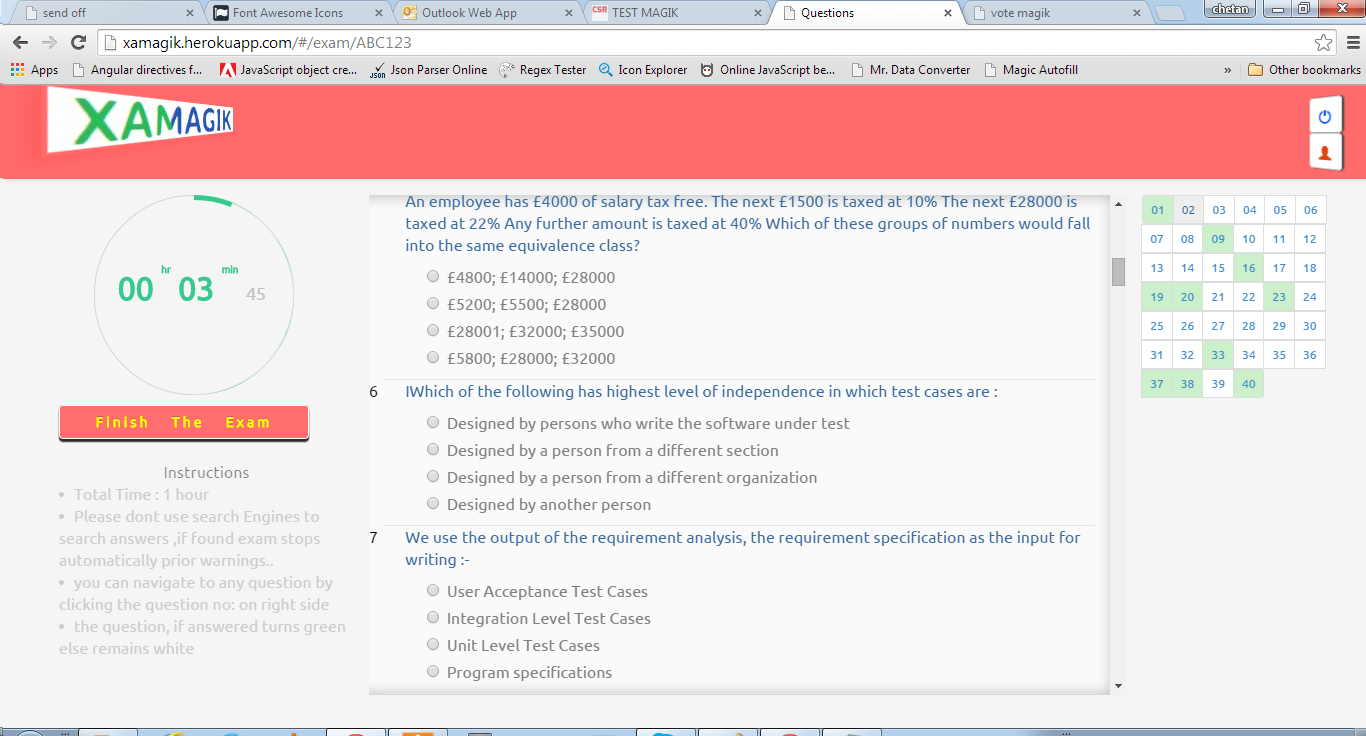 send off
Font Awesome Icons
Outlook Web App
CSR TEST MAGIK
Questions
vote magik
chetan
xamagik.herokuapp.com/#/exam/ABC123
Apps
Angular directives f...
JavaScript object cre...
JSON Json Parser Online
Regex Tester
Icon Explorer
Online JavaScript be...
Mr. Data Converter
Magic Autofill
»
Other bookmarks
XAMAGIK
00 hr 03 min 45
Finish The Exam
Instructions
• Total Time : 1 hour
• Please dont use search Engines to
search answers ,if found exam stops
automatically prior warnings..
• you can navigate to any question by
clicking the question no: on right side
• the question, if answered turns green
else remains white
An employee has £4000 of salary tax free. The next £1500 is taxed at 10% The next £28000 is
taxed at 22% Any further amount is taxed at 40% Which of these groups of numbers would fall
into the same equivalence class?
£4800; £14000; £28000
£5200; £5500; £28000
£28001; £32000; £35000
£5800; £28000; £32000
6 IWhich of the following has highest level of independence in which test cases are :
Designed by persons who write the software under test
Designed by a person from a different section
Designed by a person from a different organization
Designed by another person
7 We use the output of the requirement analysis, the requirement specification as the input for
writing :-
User Acceptance Test Cases
Integration Level Test Cases
Unit Level Test Cases
Program specifications
01 02 03 04 05 06
07 08 09 10 11 12
13 14 15 16 17 18
19 20 21 22 23 24
25 26 27 28 29 30
31 32 33 34 35 36
37 38 39 40